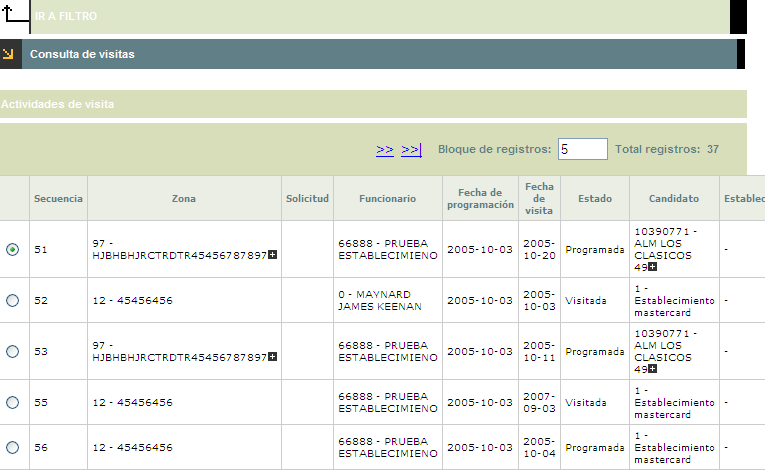 IR A FILTRO
Consulta de visitas
Actividades de visita
>> >>| Bloque de registros: 5 Total registros: 37
Secuencia Zona Solicitud Funcionario Fecha de programación Fecha de visita Estado Candidato Establec
51 97 - HJBHBHJRCTRDTR45456787897 66888 - PRUEBA ESTABLECIMIENO 2005-10-03 2005-10-20 Programada 10390771 - ALM LOS CLASICOS 49 -
52 12 - 45456456 0 - MAYNARD JAMES KEENAN 2005-10-03 2005-10-03 Visitada 1 - Establecimiento mastercard -
53 97 - HJBHBHJRCTRDTR45456787897 66888 - PRUEBA ESTABLECIMIENO 2005-10-03 2005-10-11 Programada 10390771 - ALM LOS CLASICOS 49 -
55 12 - 45456456 66888 - PRUEBA ESTABLECIMIENO 2005-10-03 2007-09-03 Visitada 1 - Establecimiento mastercard -
56 12 - 45456456 66888 - PRUEBA ESTABLECIMIENO 2005-10-03 2005-10-04 Programada 1 - Establecimiento mastercard -